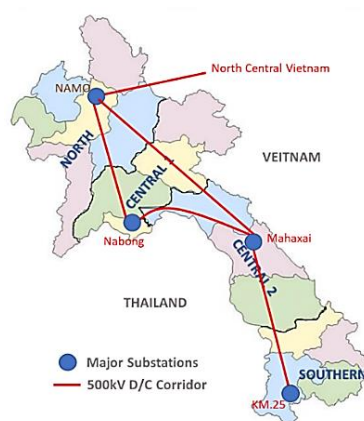 North Central Vietnam
NAMO
NORTH
CENTRAL 1
VEITNAM
Nabong
Mahaxai
CENTRAL 2
THAILAND
Major Substations
500kV D/C Corridor
SOUTHERN
KM.25